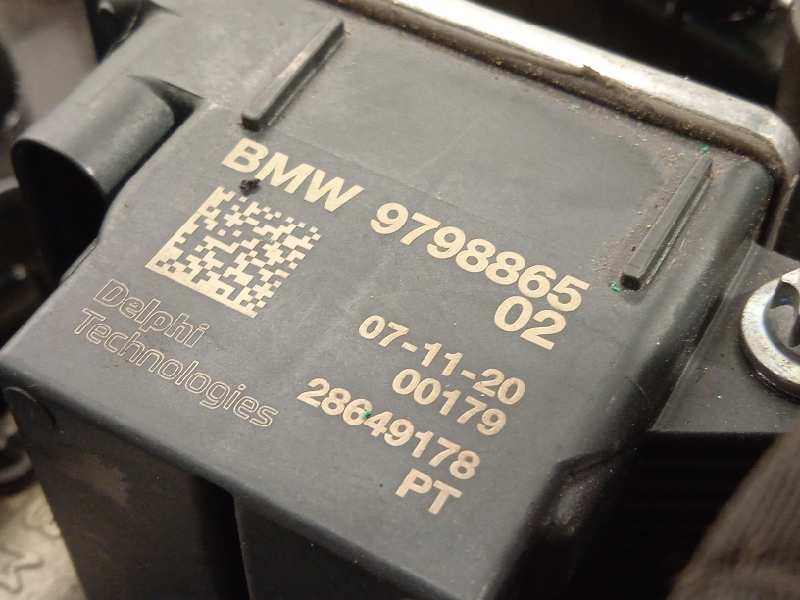 BMW 9798865
02
07-11-20
00179
28649178
PT
Delphi
Technologies